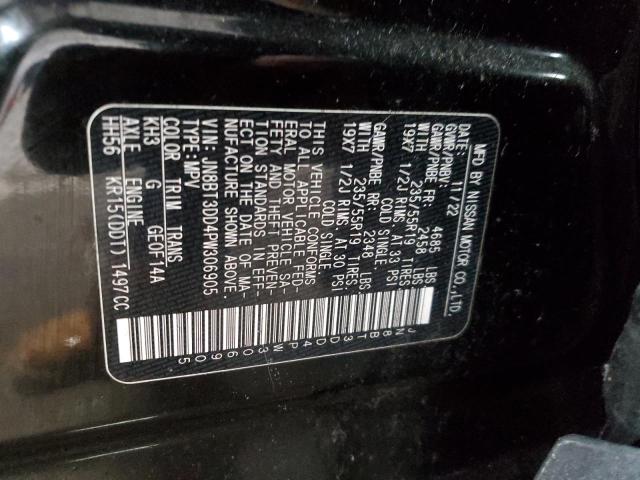 MFD BY NISSAN MOTOR CO.,LTD.
DATE: 11/22
GVWR/PNBV: 4685 LBS
GAWR/PNBE FR: 2458 LBS
WITH 235/55R19 TIRES
19X7 1/2J RIMS, AT 33 PSI
COLD SINGLE
GAWR/PNBE RR: 2348 LBS
WITH 235/55R19 TIRES,
19X7 1/2J RIMS, AT 30 PSI
COLD SINGLE
THIS VEHICLE CONFORMS
TO ALL APPLICABLE FED-
ERAL MOTOR VEHICLE SA-
FETY AND THEFT PREVEN-
TION STANDARDS IN EFF-
ECT ON THE DATE OF MA-
NUFACTURE SHOWN ABOVE.
VIN: JN8BT3DD4PW306905
TYPE:MPV
COLOR TRIM TRANS
KH3 G GE0F14A
AXLE ENGINE
HH56 KR15(DDT) 1497CC
JN8BT3DD4PW306905